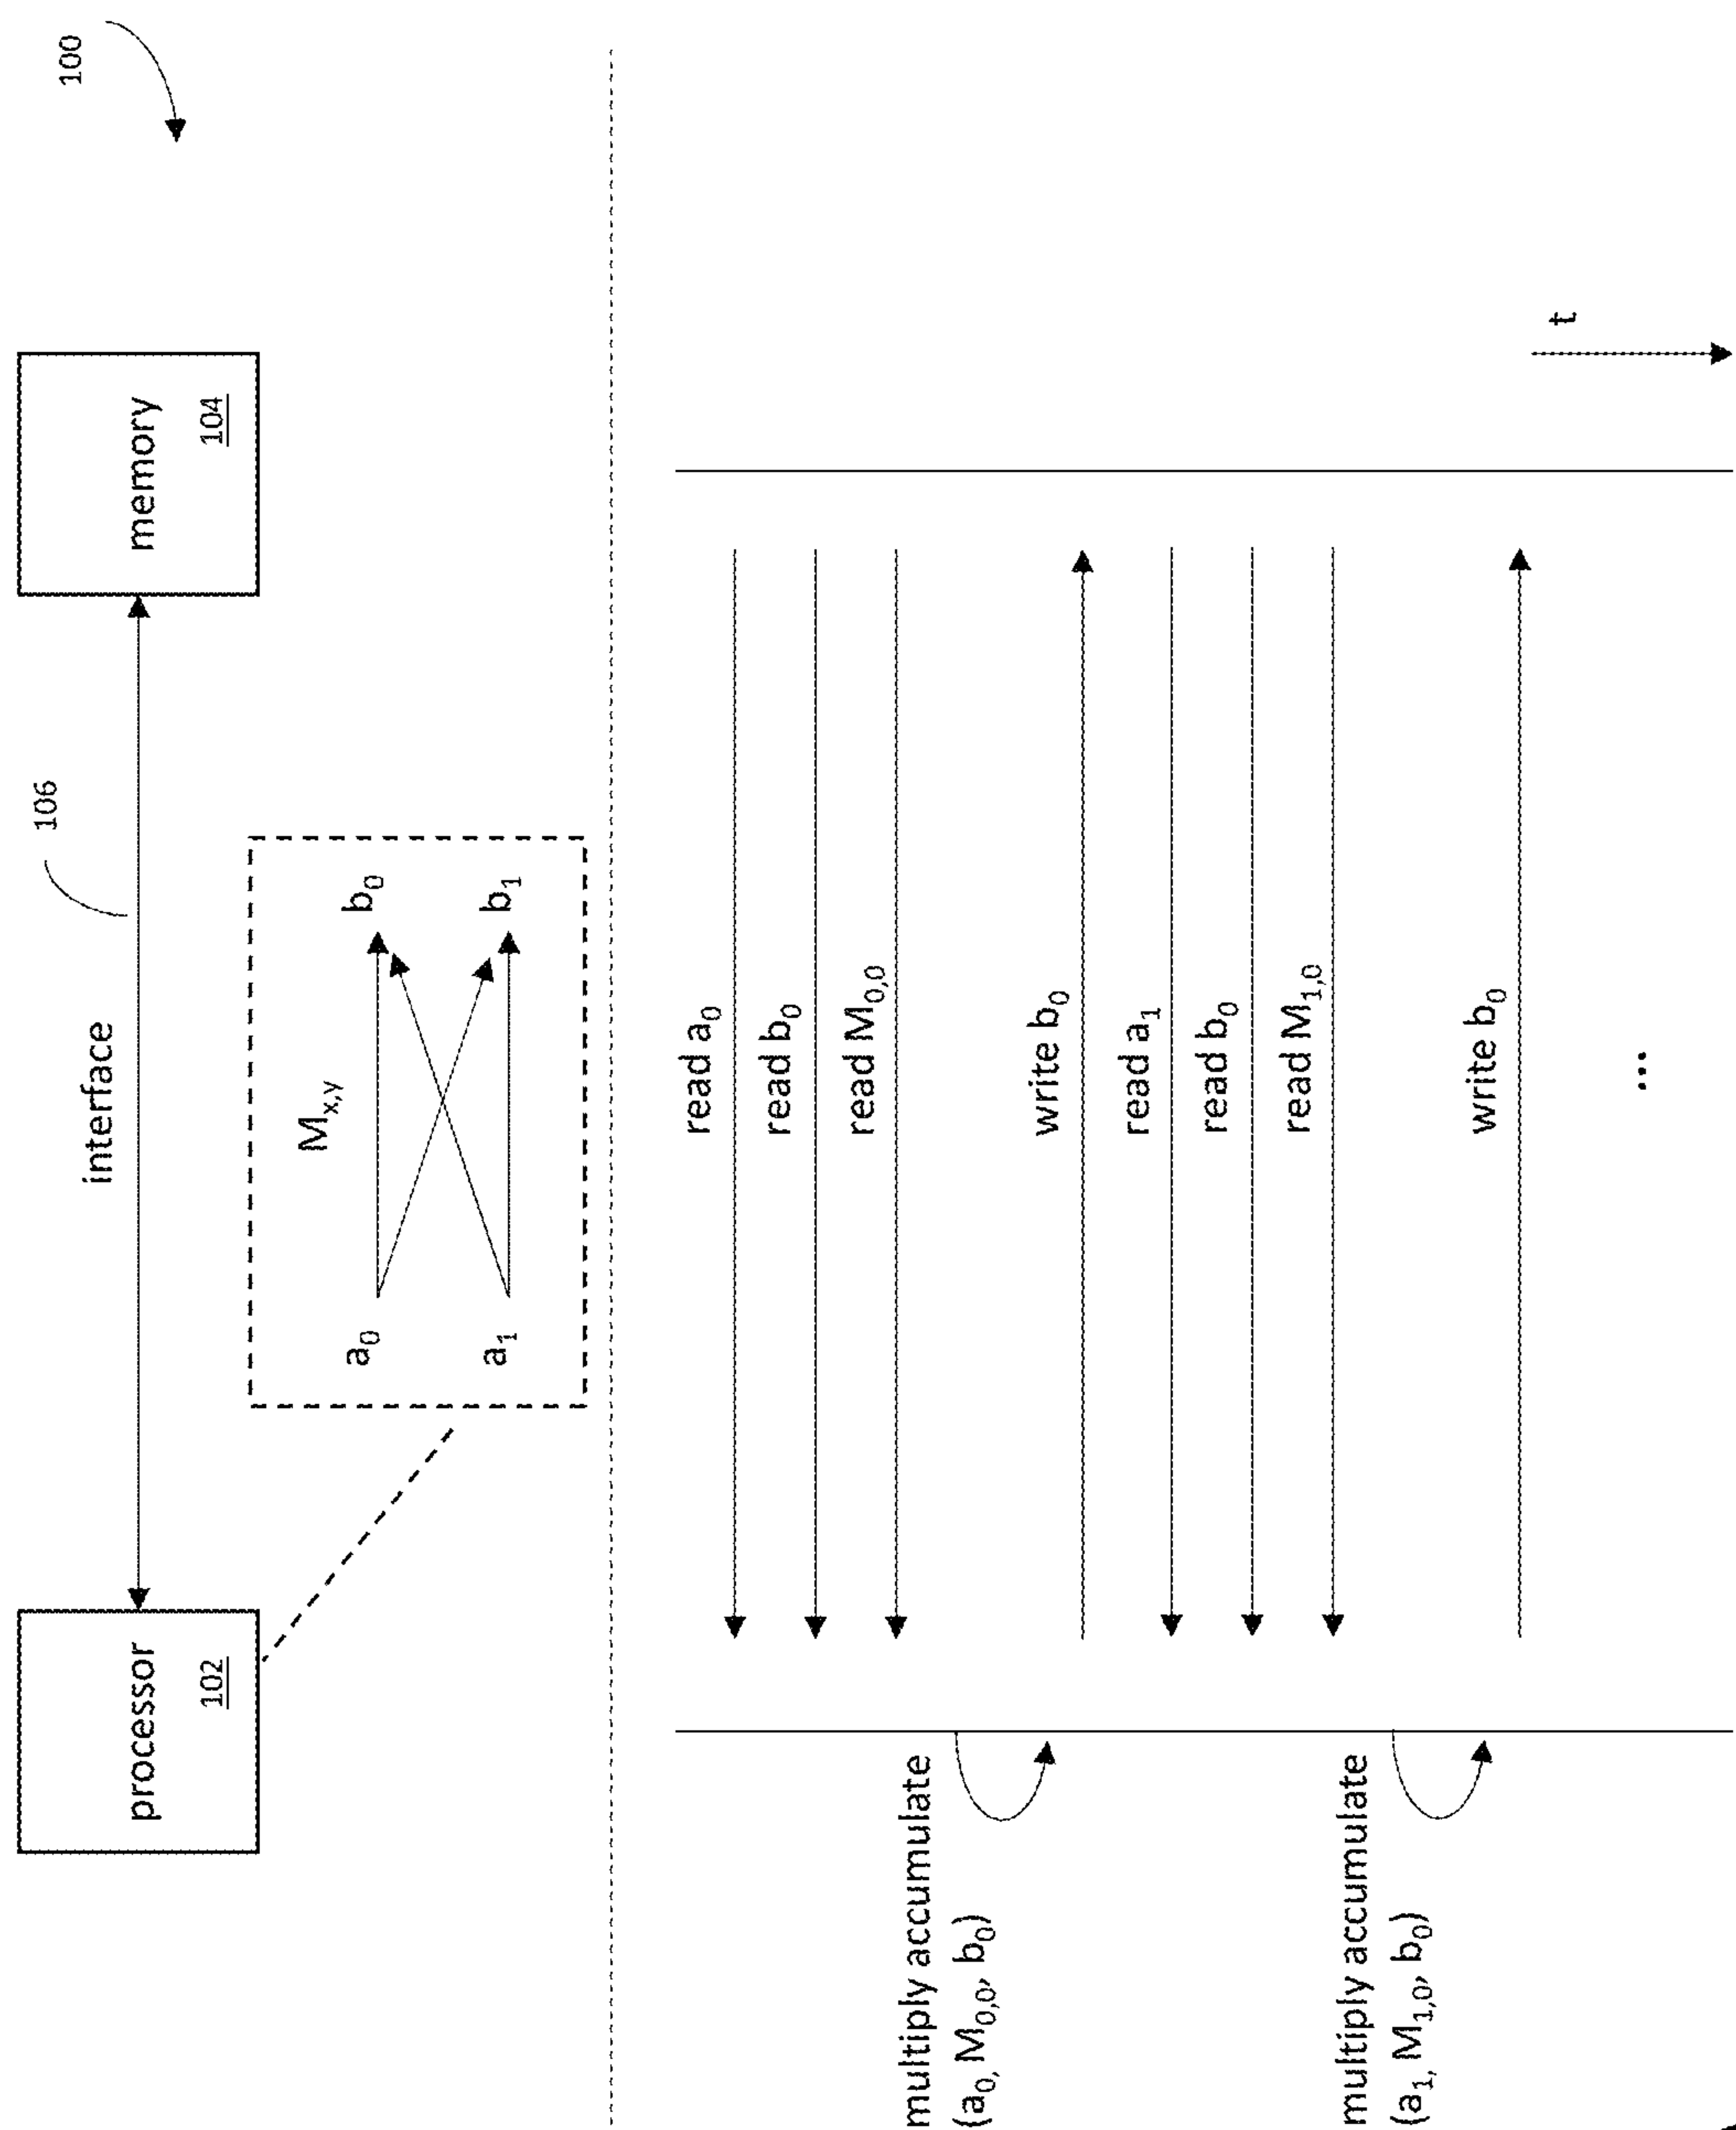 100
processor
102
interface
106
memory
104
Mx,y
a0
b0
a1
b1
read a0
read b0
read M0,0
multiply accumulate
(a0, M0,0, b0)
write b0
read a1
read b0
read M1,0
multiply accumulate
(a1, M1,0, b0)
write b0
...
t